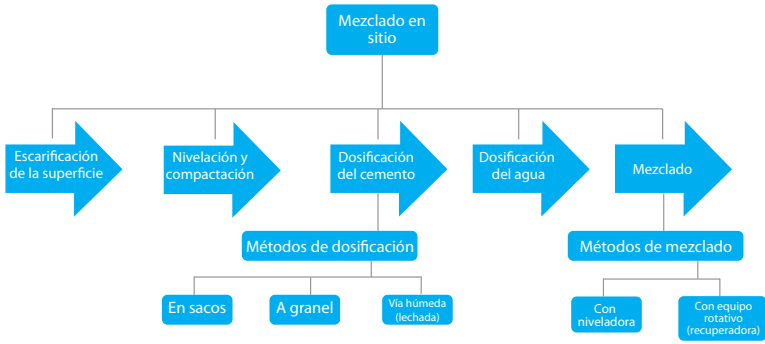 Mezclado en
sitio
Escarificación
de la superficie
Nivelación y
compactación
Dosificación
del cemento
Dosificación
del agua
Mezclado
Métodos de dosificación
Métodos de mezclado
En sacos
A granel
Vía húmeda
(lechada)
Con
niveladora
Con equipo
rotativo
(recuperadora)